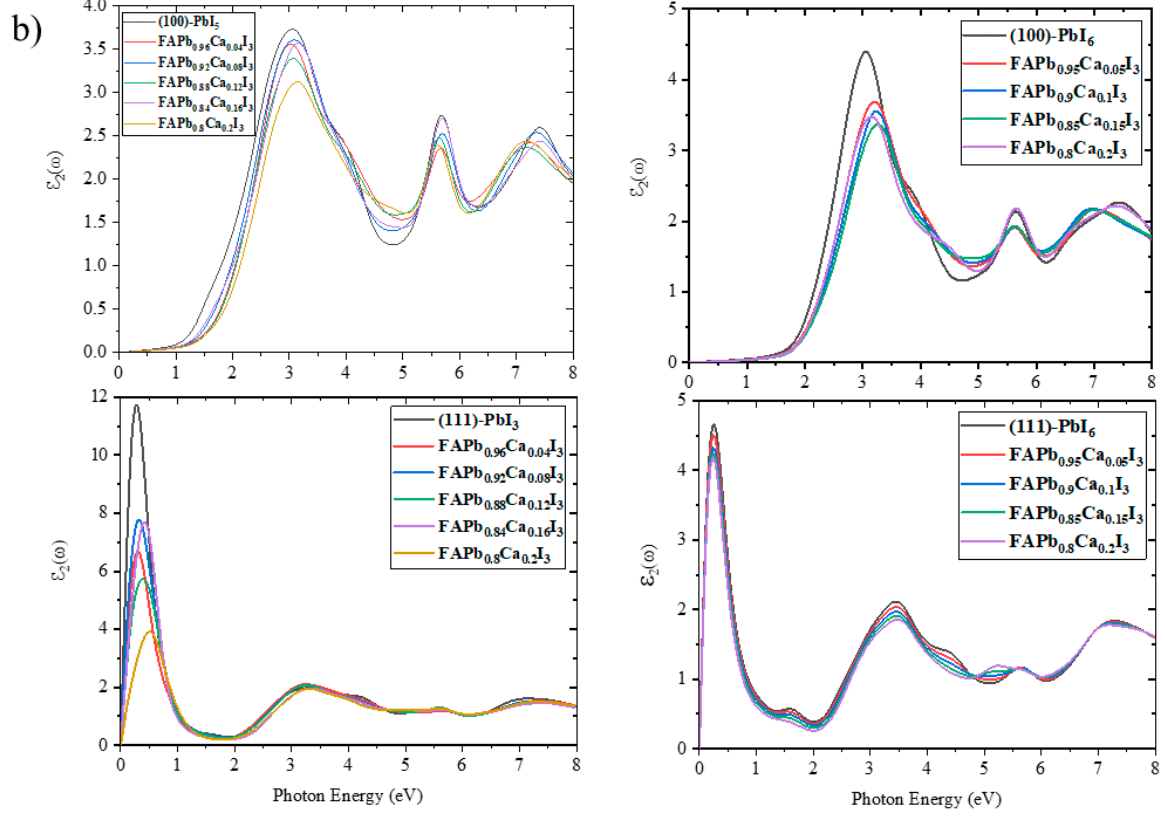 b)
4.0
3.5
3.0
2.5
2.0
1.5
1.0
0.5
0.0
ε₂(ω)
(100)-PbI₅
FAPb₀.₉₆Ca₀.₀₄I₃
FAPb₀.₉₂Ca₀.₀₈I₃
FAPb₀.₈₈Ca₀.₁₂I₃
FAPb₀.₈₄Ca₀.₁₆I₃
FAPb₀.₈Ca₀.₂I₃
0 1 2 3 4 5 6 7 8
5
4
3
2
1
0
ε₂(ω)
(100)-PbI₆
FAPb₀.₉₅Ca₀.₀₅I₃
FAPb₀.₉Ca₀.₁I₃
FAPb₀.₈₅Ca₀.₁₅I₃
FAPb₀.₈Ca₀.₂I₃
0 1 2 3 4 5 6 7 8
12
10
8
6
4
2
0
ε₂(ω)
(111)-PbI₃
FAPb₀.₉₆Ca₀.₀₄I₃
FAPb₀.₉₂Ca₀.₀₈I₃
FAPb₀.₈₈Ca₀.₁₂I₃
FAPb₀.₈₄Ca₀.₁₆I₃
FAPb₀.₈Ca₀.₂I₃
0 1 2 3 4 5 6 7 8
Photon Energy (eV)
5
4
3
2
1
0
ε₂(ω)
(111)-PbI₆
FAPb₀.₉₅Ca₀.₀₅I₃
FAPb₀.₉Ca₀.₁I₃
FAPb₀.₈₅Ca₀.₁₅I₃
FAPb₀.₈Ca₀.₂I₃
0 1 2 3 4 5 6 7 8
Photon Energy (eV)